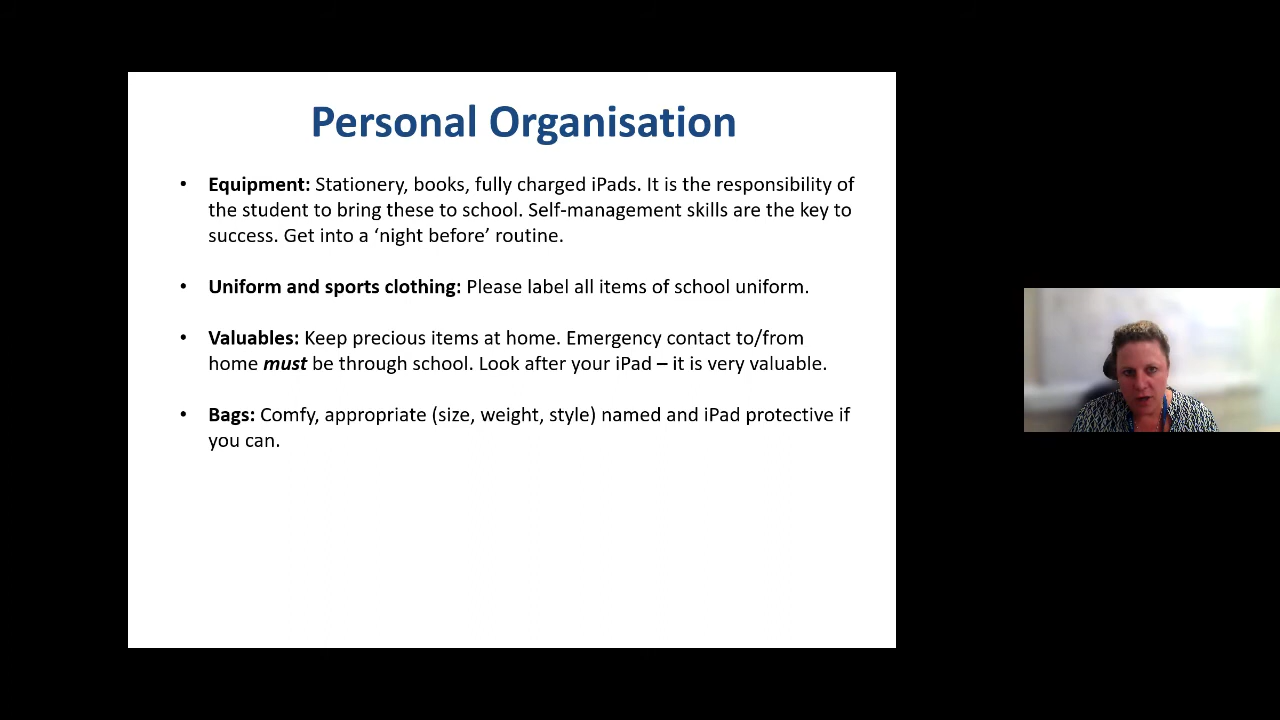 Personal Organisation
• Equipment: Stationery, books, fully charged iPads. It is the responsibility of
the student to bring these to school. Self-management skills are the key to
success. Get into a ‘night before’ routine.
• Uniform and sports clothing: Please label all items of school uniform.
• Valuables: Keep precious items at home. Emergency contact to/from
home must be through school. Look after your iPad – it is very valuable.
• Bags: Comfy, appropriate (size, weight, style) named and iPad protective if
you can.